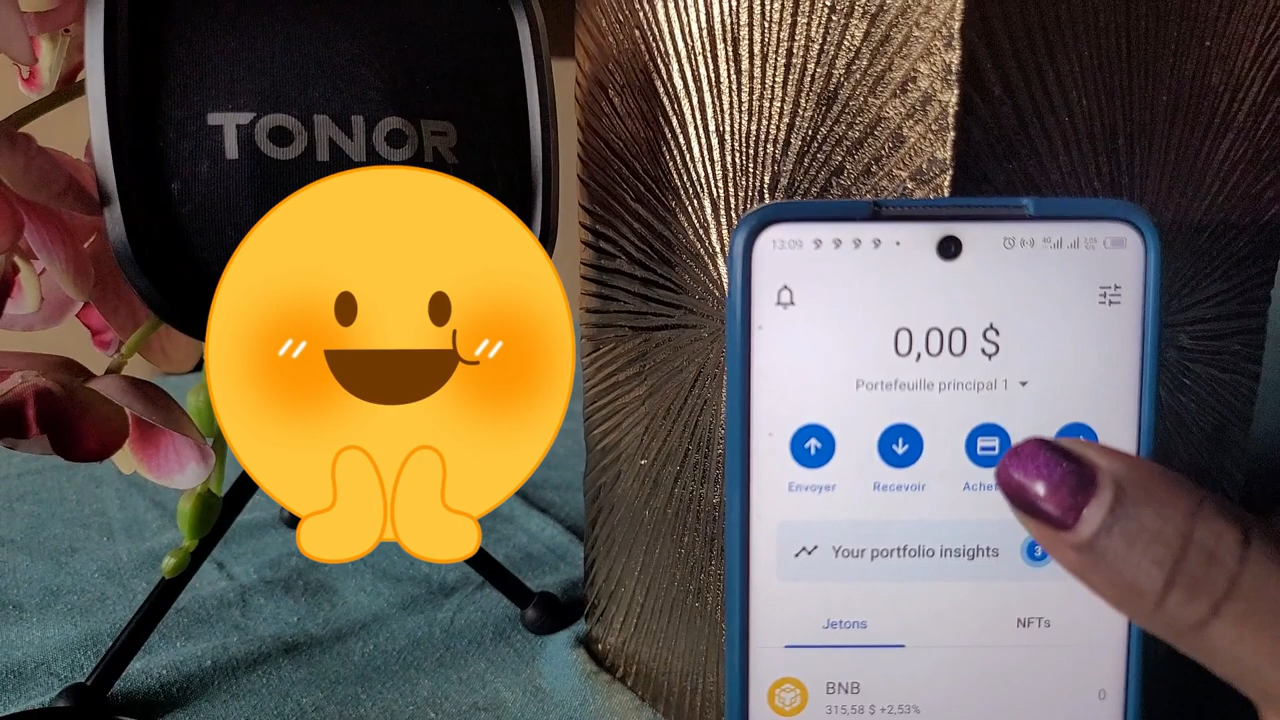 TONOR
13:09
0,00 $
Portefeuille principal 1
Envoyer
Recevoir
Your portfolio insights
3
Jetons
NFTs
BNB
0
315,58 $ +2,53%